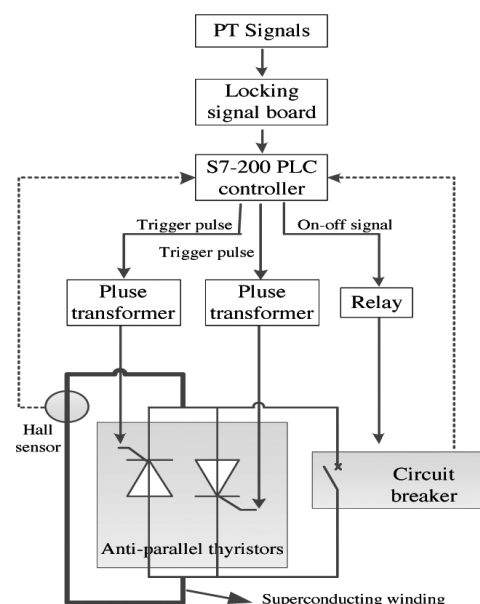 PT Signals
Locking
signal board
S7-200 PLC
controller
Trigger pulse
Trigger pulse
On-off signal
Pluse
transformer
Pluse
transformer
Relay
Hall
sensor
Circuit
breaker
Anti-parallel thyristors
Superconducting winding